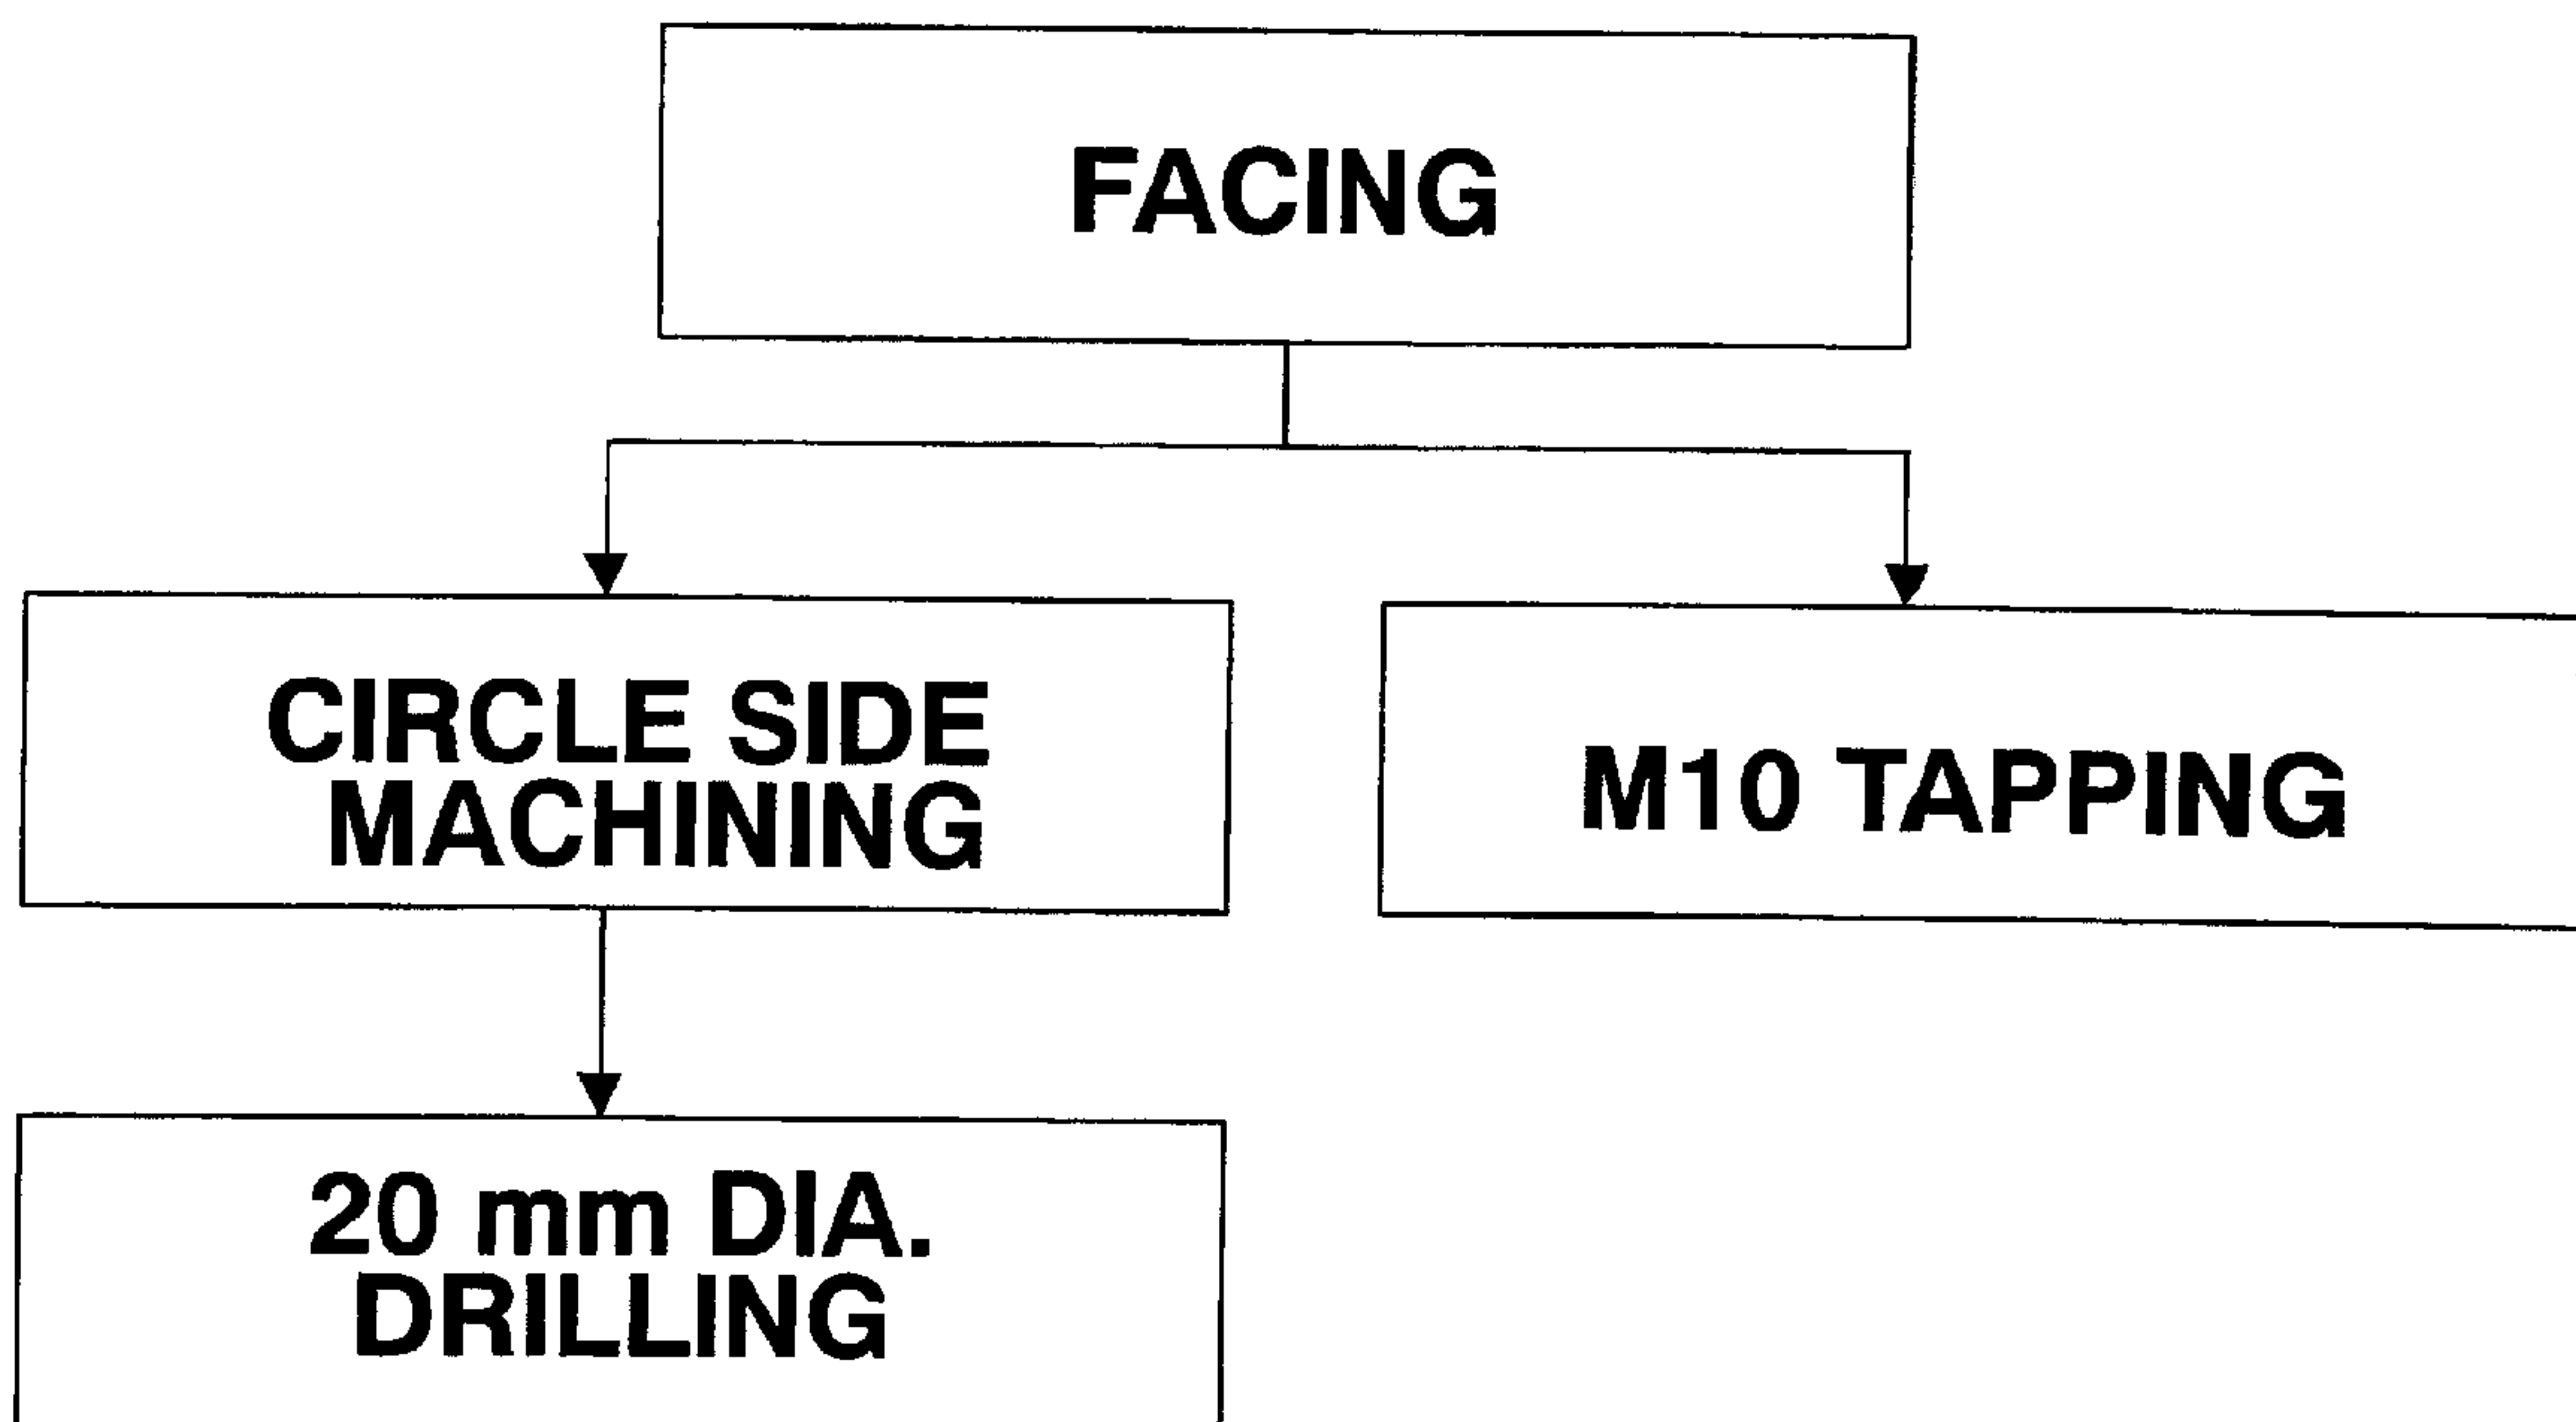 FACING
CIRCLE SIDE
MACHINING
M10 TAPPING
20 mm DIA.
DRILLING